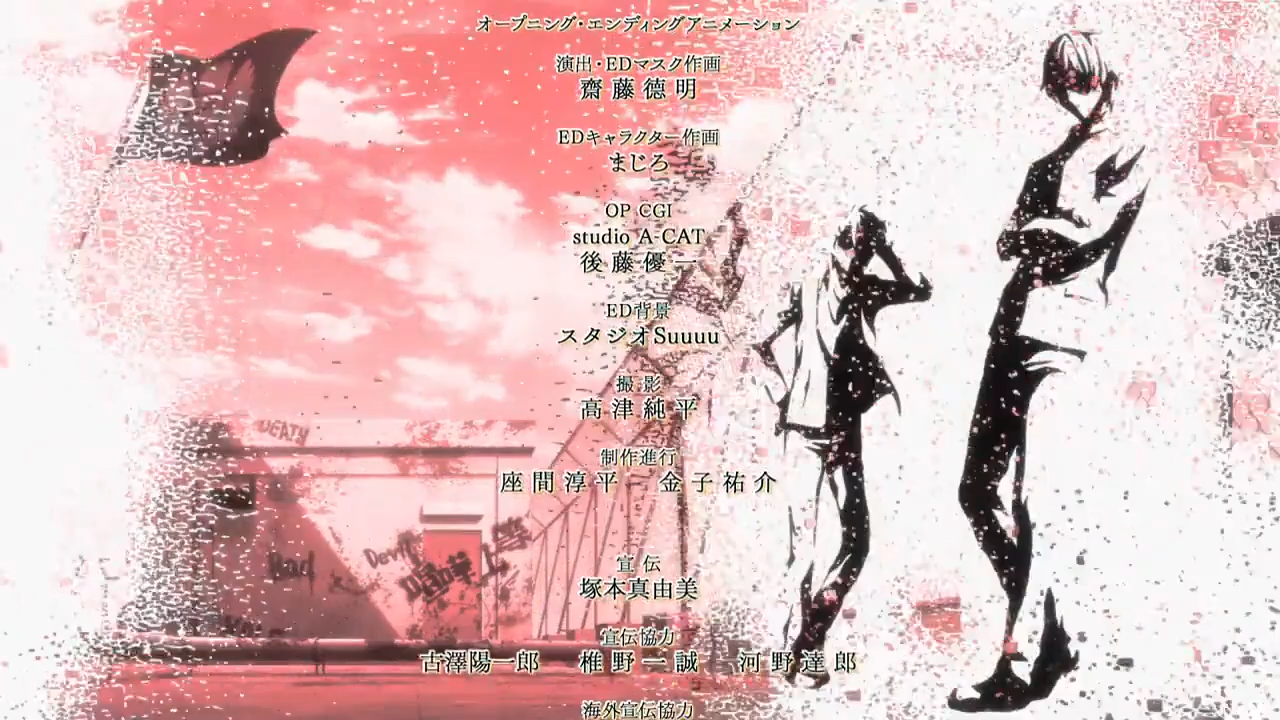 オープニング・エンディングアニメーション
演出・EDマスク作画
齋藤徳明
EDキャラクター作画
まじろ
OP CGI
studio A-CAT
後藤優一
ED背景
スタジオSuuuu
撮影
高津純平
制作進行
座間淳平 金子祐介
宣伝
塚本真由美
宣伝協力
古澤陽一郎 椎野一誠 河野達郎
海外宣伝協力
DEATH
Devil
Dead
喧嘩上等